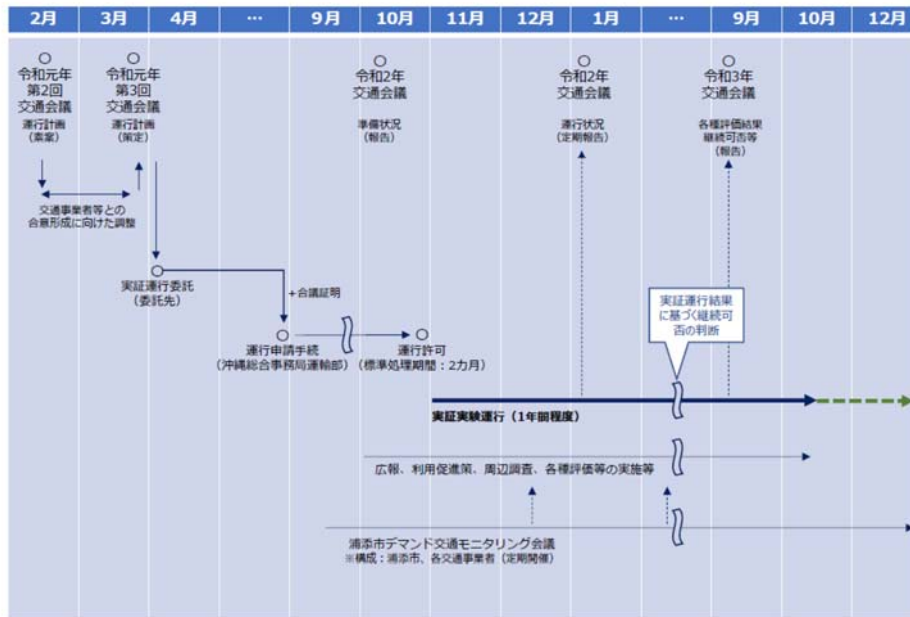 2月 3月 4月 … 9月 10月 11月 12月 1月 … 9月 10月 12月
令和元年
第2回
交通会議
運行計画
(素案)
令和元年
第3回
交通会議
運行計画
(策定)
令和2年
交通会議
準備状況
(報告)
令和2年
交通会議
運行状況
(定期報告)
令和3年
交通会議
各種評価結果
継続可否等
(報告)
交通事業者等との
合意形成に向けた調整
実証運行委託
(委託先)
+合議証明
運行申請手続
(沖縄総合事務局運輸部)
運行許可
(標準処理期間:2カ月)
実証運行結果
に基づく継続可
否の判断
実証実験運行(1年間程度)
広報、利用促進策、周辺調査、各種評価等の実施等
浦添市デマンド交通モニタリング会議
※構成:浦添市、各交通事業者(定期開催)